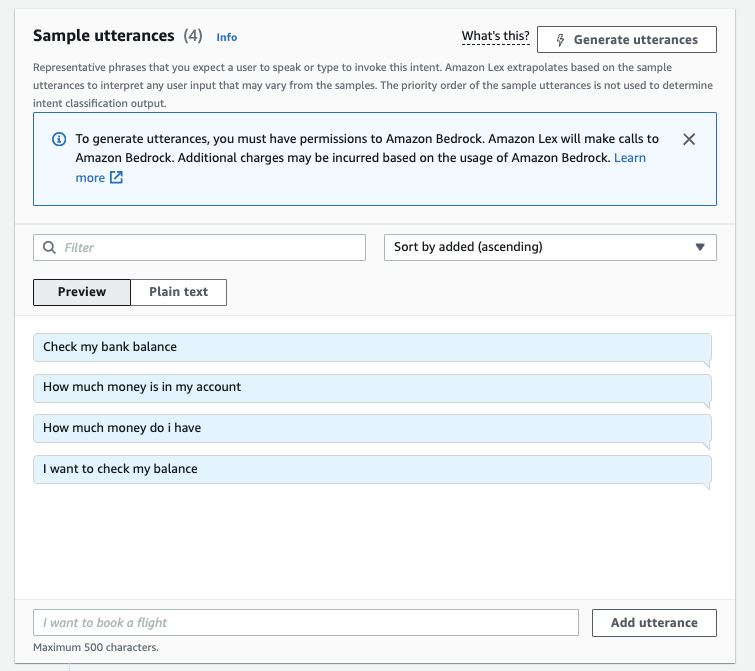 Sample utterances (4) Info
What's this?
Generate utterances
Representative phrases that you expect a user to speak or type to invoke this intent. Amazon Lex extrapolates based on the sample
utterances to interpret any user input that may vary from the samples. The priority order of the sample utterances is not used to determine
intent classification output.
To generate utterances, you must have permissions to Amazon Bedrock. Amazon Lex will make calls to
Amazon Bedrock. Additional charges may be incurred based on the usage of Amazon Bedrock. Learn
more
Filter
Sort by added (ascending)
Preview
Plain text
Check my bank balance
How much money is in my account
How much money do i have
I want to check my balance
I want to book a flight
Add utterance
Maximum 500 characters.